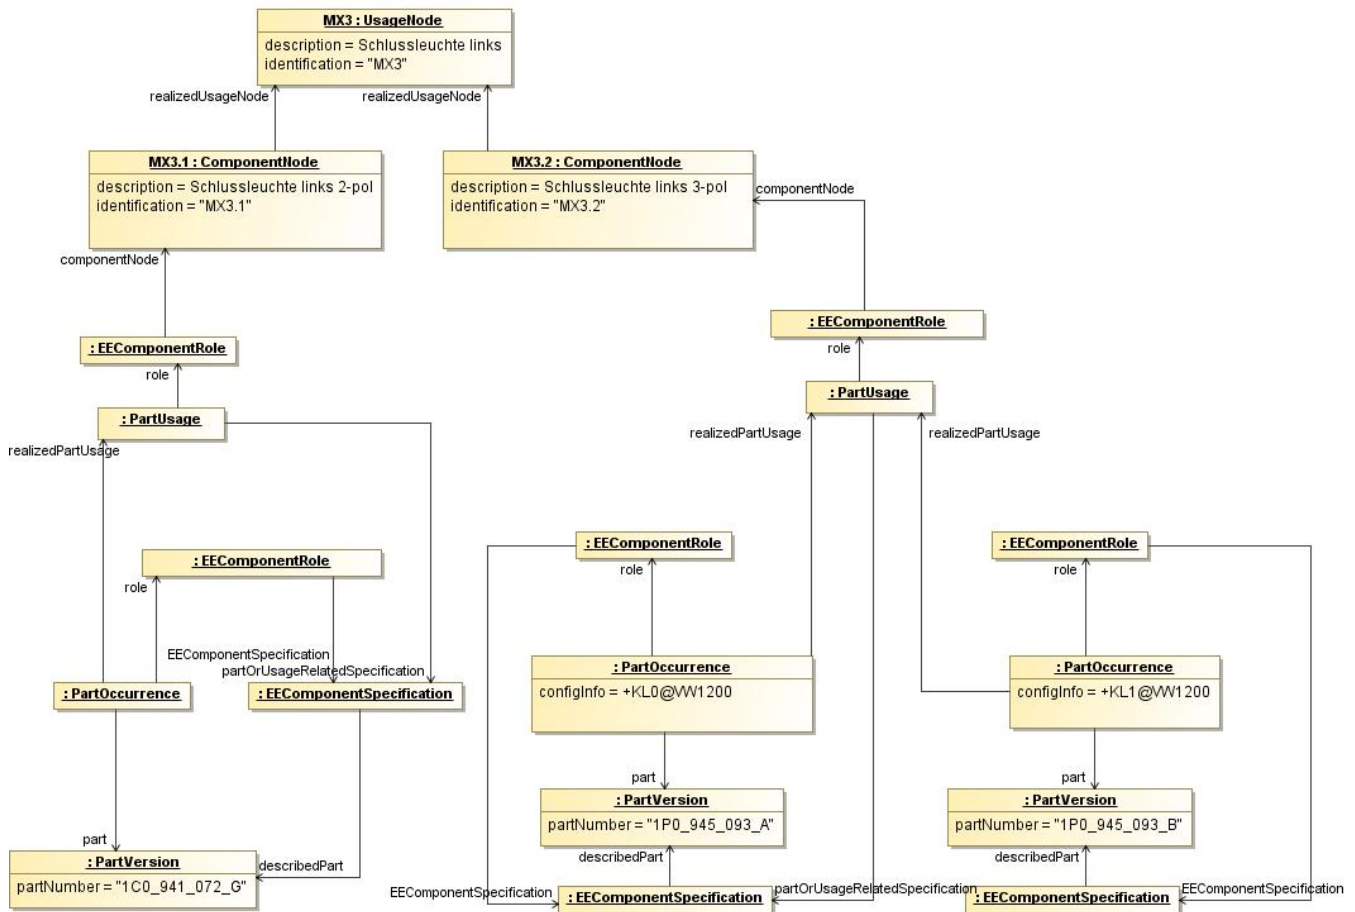 MX3 : UsageNode
description = Schlussleuchte links
identification = "MX3"
realizedUsageNode
realizedUsageNode
MX3.1 : ComponentNode
description = Schlussleuchte links 2-pol
identification = "MX3.1"
MX3.2 : ComponentNode
description = Schlussleuchte links 3-pol
identification = "MX3.2"
componentNode
componentNode
: EEComponentRole
role
: EEComponentRole
role
: PartUsage
realizedPartUsage
: PartUsage
realizedPartUsage
realizedPartUsage
: EEComponentRole
role
: EEComponentRole
role
: EEComponentRole
role
EEComponentSpecification
partOrUsageRelatedSpecification
: PartOccurrence
: EEComponentSpecification
: PartOccurrence
configInfo = +KL0@VW1200
: PartOccurrence
configInfo = +KL1@VW1200
part
part
: PartVersion
partNumber = "1P0_945_093_A"
: PartVersion
partNumber = "1P0_945_093_B"
part
describedPart
: PartVersion
partNumber = "1C0_941_072_G"
describedPart
describedPart
EEComponentSpecification
: EEComponentSpecification
partOrUsageRelatedSpecification
: EEComponentSpecification
EEComponentSpecification